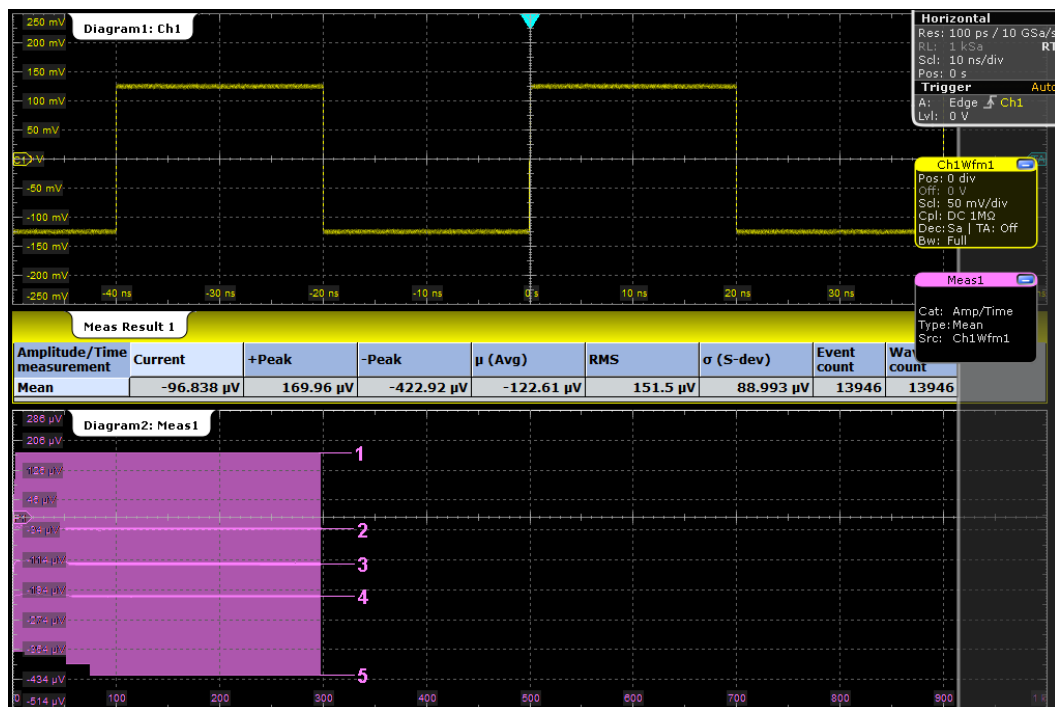 250 mV
Diagram1: Ch1
200 mV
150 mV
100 mV
50 mV
-50 mV
-100 mV
-150 mV
-200 mV
-250 mV
-40 ns
-30 ns
-20 ns
-10 ns
0 s
10 ns
20 ns
30 ns
Horizontal
Res: 100 ps / 10 GSa/s
RL: 1 kSa RT
Scl: 10 ns/div
Pos: 0 s
Trigger Auto
A: Edge Ch1
Lvl: 0 V
Ch1Wfm1
Pos: 0 div
Off: 0 V
Scl: 50 mV/div
Cpl: DC 1MΩ
Dec: Sa | TA: Off
Bw: Full
Meas1
Cat: Amp/Time
Type: Mean
Src: Ch1Wfm1
Meas Result 1
Amplitude/Time measurement Current +Peak -Peak µ (Avg) RMS σ (S-dev) Event count count
Mean -96.838 µV 169.96 µV -422.92 µV -122.61 µV 151.5 µV 88.993 µV 13946 13946
286 µV
Diagram2: Meas1
206 µV
1
2
3
4
5
-434 µV
-514 µV
100
200
300
400
500
600
700
800
900